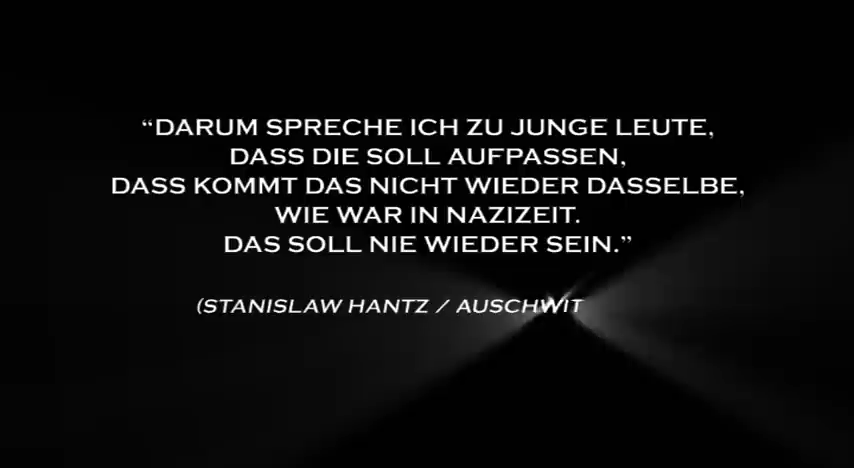 “DARUM SPRECHE ICH ZU JUNGE LEUTE,
DASS DIE SOLL AUFPASSEN,
DASS KOMMT DAS NICHT WIEDER DASSELBE,
WIE WAR IN NAZIZEIT.
DAS SOLL NIE WIEDER SEIN.”
(STANISLAW HANTZ / AUSCHWIT